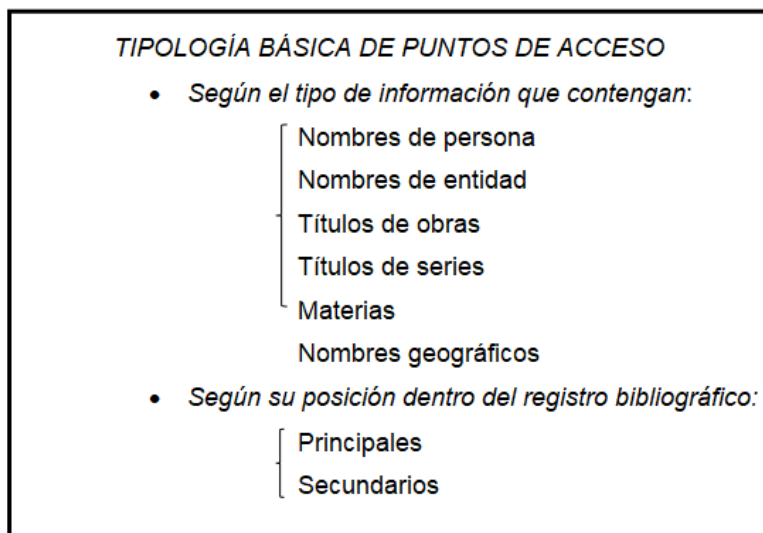 TIPOLOGÍA BÁSICA DE PUNTOS DE ACCESO
• Según el tipo de información que contengan:
Nombres de persona
Nombres de entidad
Títulos de obras
Títulos de series
Materias
Nombres geográficos
• Según su posición dentro del registro bibliográfico:
Principales
Secundarios